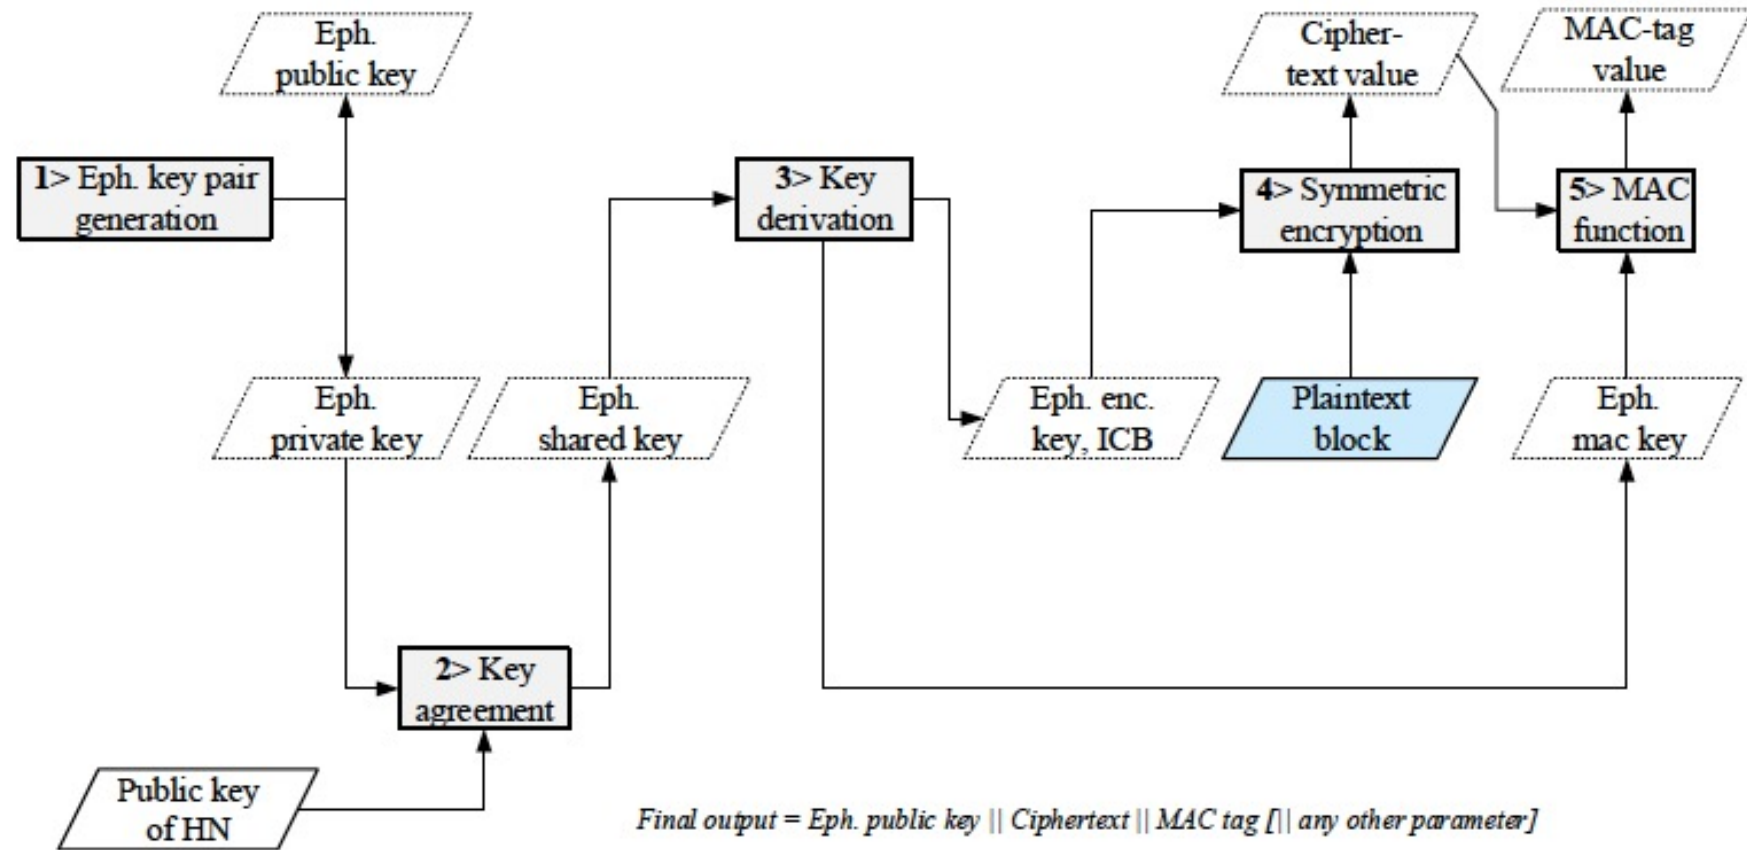 Eph.
public key
Cipher-
text value
MAC-tag
value
1> Eph. key pair
generation
3> Key
derivation
4> Symmetric
encryption
5> MAC
function
Eph.
private key
Eph.
shared key
Eph. enc.
key, ICB
Plaintext
block
Eph.
mac key
2> Key
agreement
Public key
of HN
Final output = Eph. public key || Ciphertext || MAC tag [|| any other parameter]